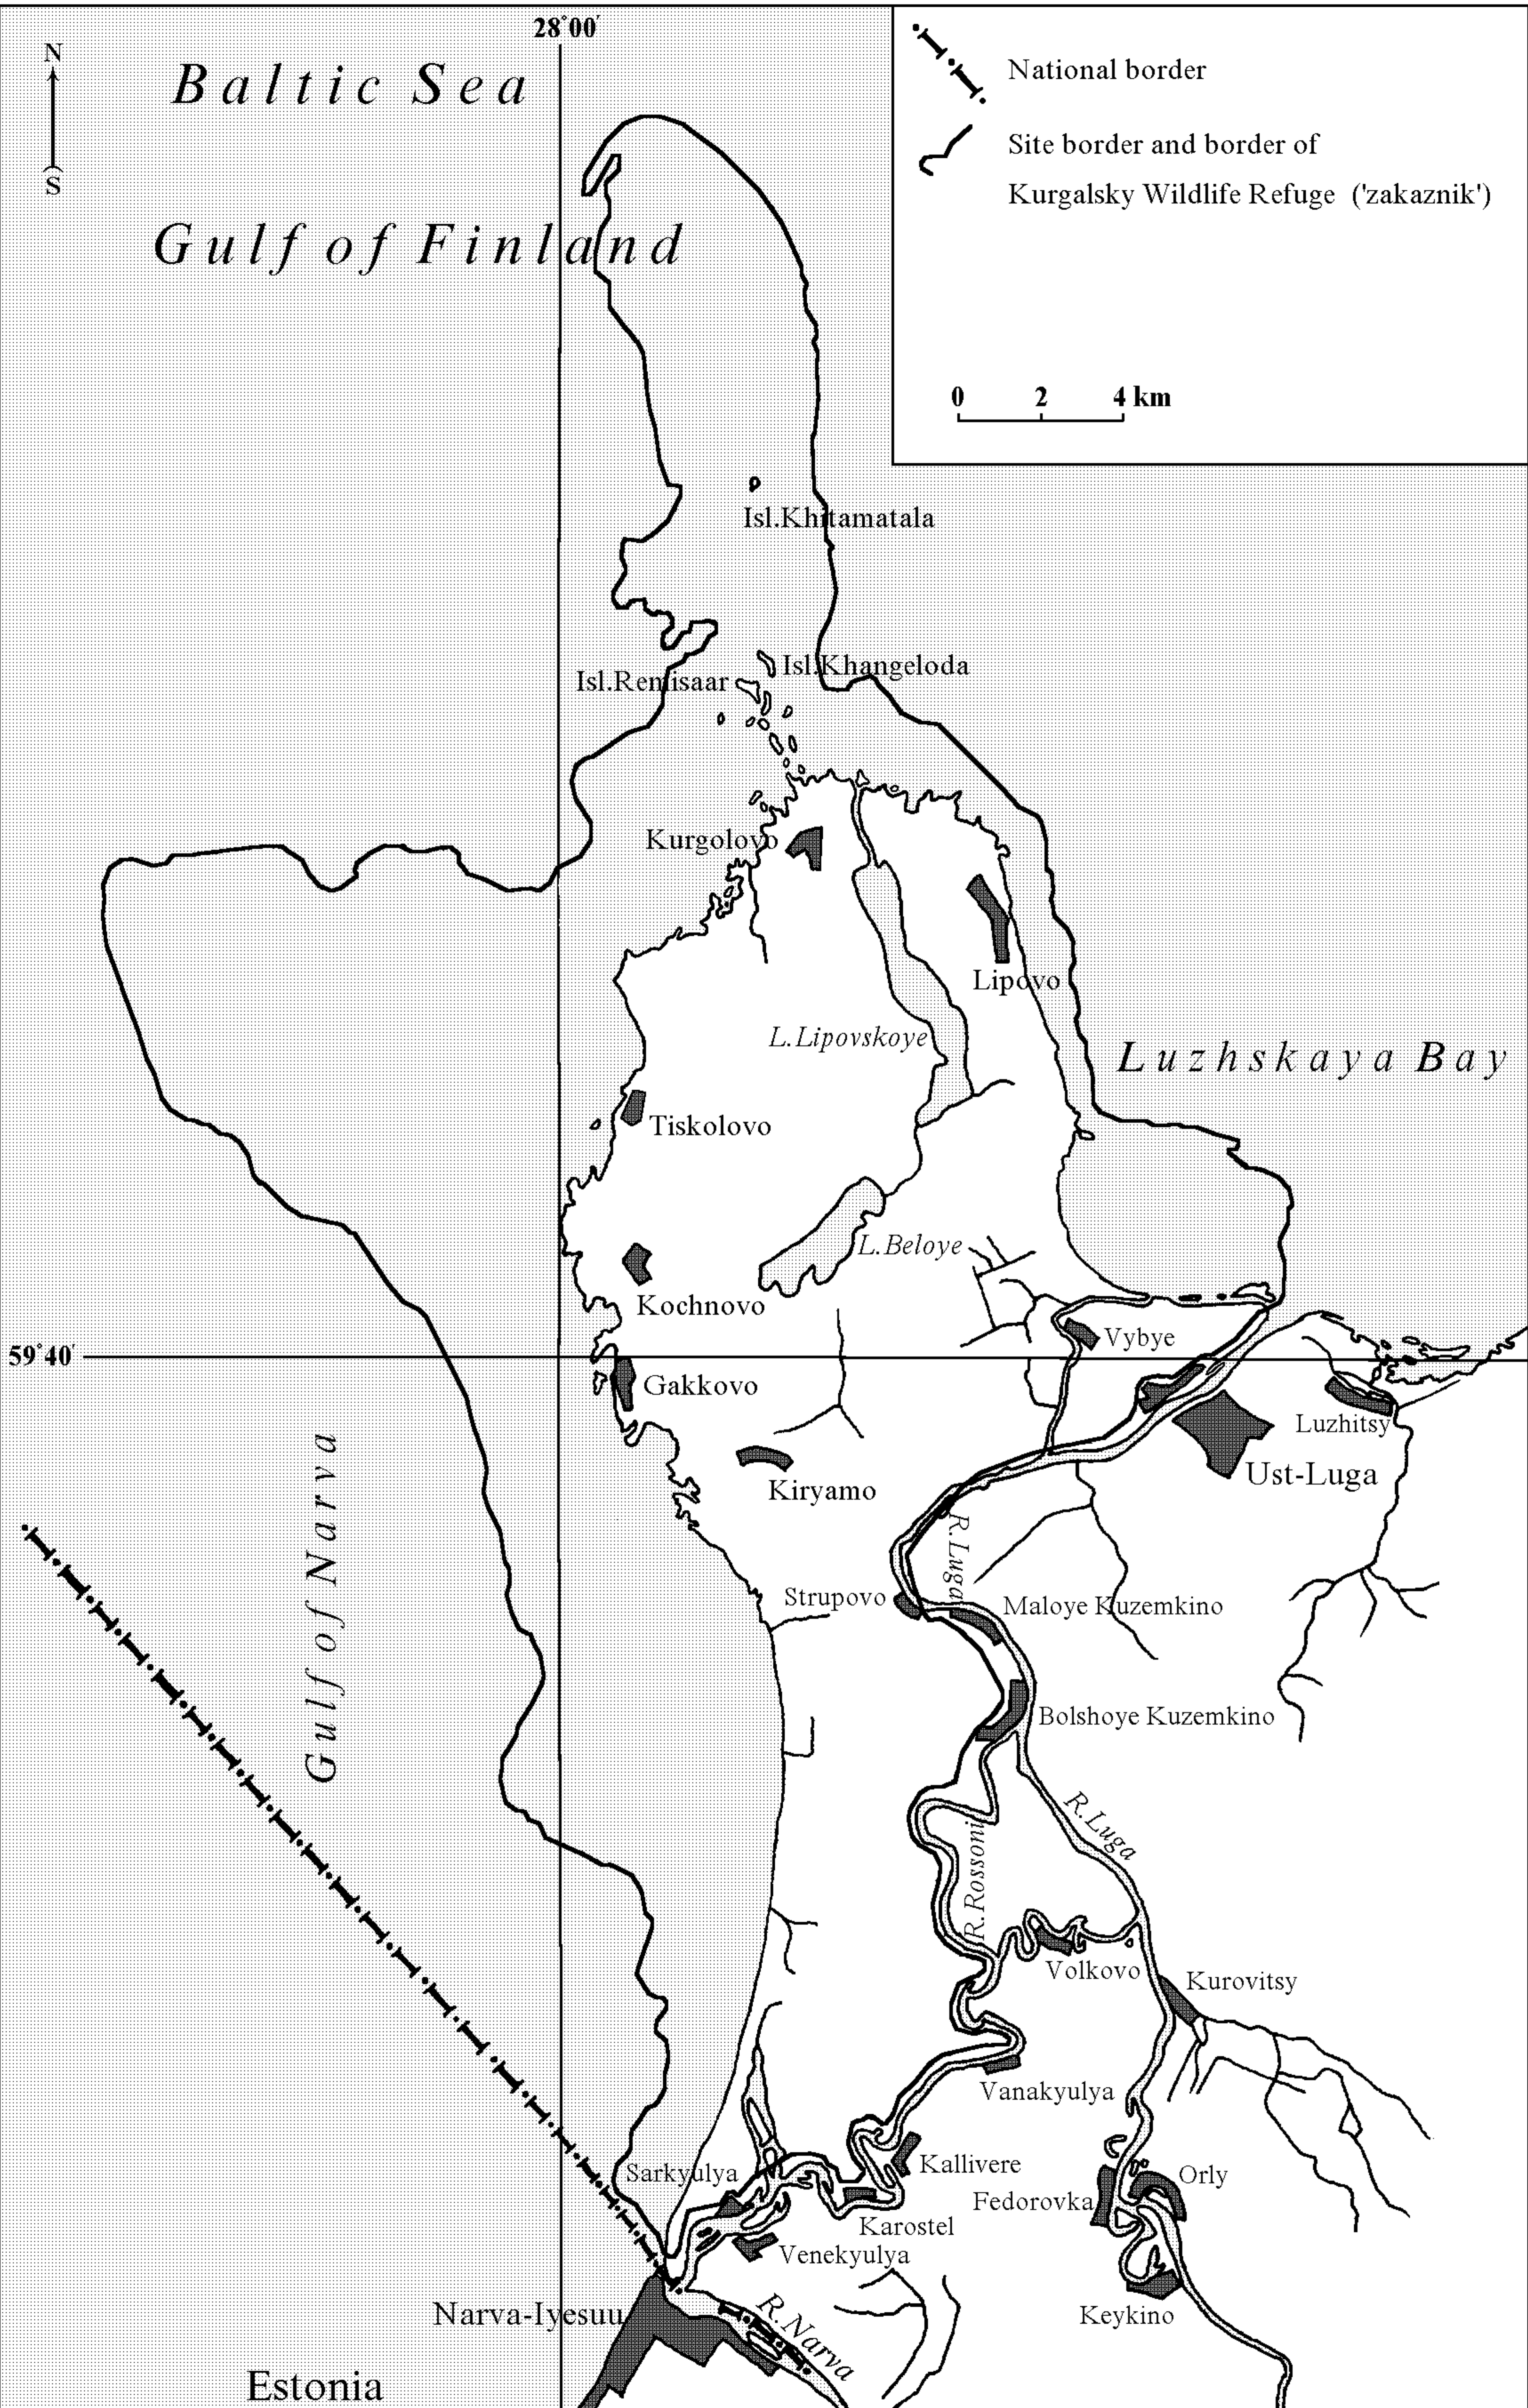 28°00'
N
S
Baltic Sea
Gulf of Finland
National border
Site border and border of
Kurgalsky Wildlife Refuge ('zakaznik')
0 2 4 km
Isl.Khitamatala
Isl.Khangeloda
Isl.Remisaar
Kurgolovo
Lipovo
L.Lipovskoye
Luzhskaya Bay
Tiskolovo
L.Beloye
Kochnovo
Vybye
59°40'
Gakkovo
Luzhitsy
Ust-Luga
Kiryamo
Gulf of Narva
R.Luga
Strupovo
Maloye Kuzemkino
Bolshoye Kuzemkino
R.Luga
R.Rossoni
Volkovo
Kurovitsy
Vanakyulya
Kallivere
Sarkyulya
Orly
Fedorovka
Karostel
Venekyulya
Narva-Iyesuu
R.Narva
Keykino
Estonia